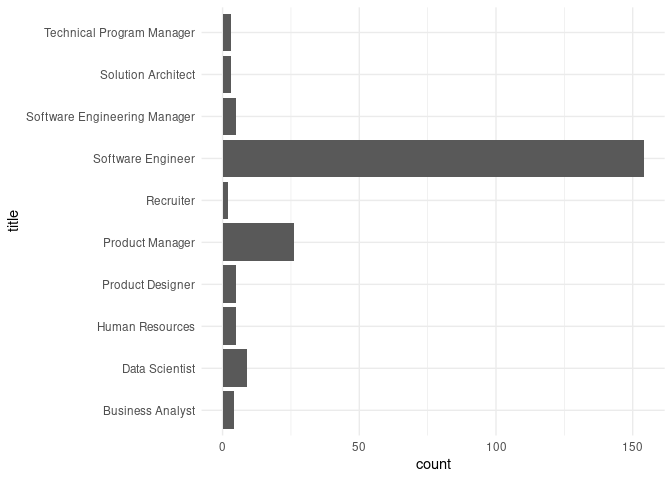 Technical Program Manager
Solution Architect
Software Engineering Manager
Software Engineer
Recruiter
Product Manager
Product Designer
Human Resources
Data Scientist
Business Analyst
title
0 50 100 150
count